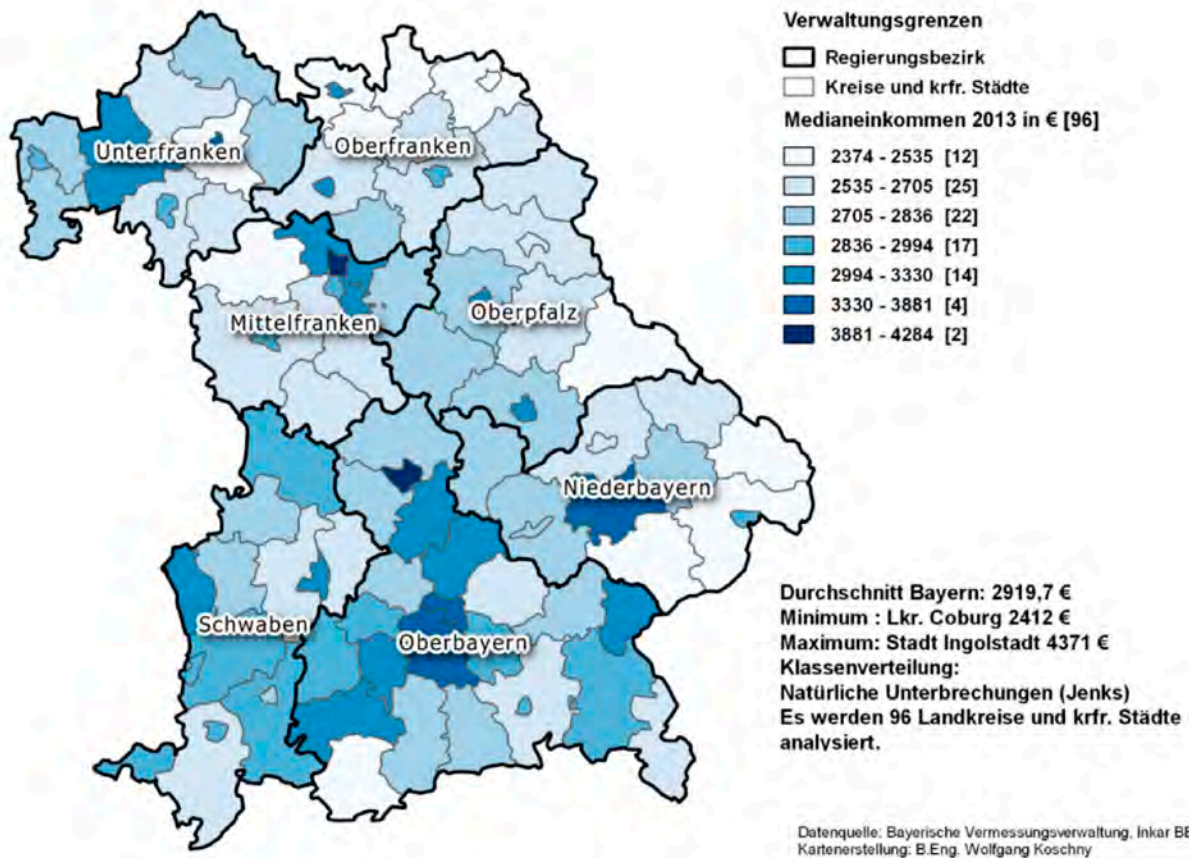 Verwaltungsgrenzen
Regierungsbezirk
Kreise und krfr. Städte
Medianeinkommen 2013 in € [96]
2374 - 2535 [12]
2535 - 2705 [25]
2705 - 2836 [22]
2836 - 2994 [17]
2994 - 3330 [14]
3330 - 3881 [4]
3881 - 4284 [2]
Unterfranken
Oberfranken
Mittelfranken
Oberpfalz
Niederbayern
Schwaben
Oberbayern
Durchschnitt Bayern: 2919,7 €
Minimum : Lkr. Coburg 2412 €
Maximum: Stadt Ingolstadt 4371 €
Klassenverteilung:
Natürliche Unterbrechungen (Jenks)
Es werden 96 Landkreise und krfr. Städte
analysiert.
Datenquelle: Bayerische Vermessungsverwaltung, Inkar
Kartenerstellung: B.Eng. Wolfgang Koschny